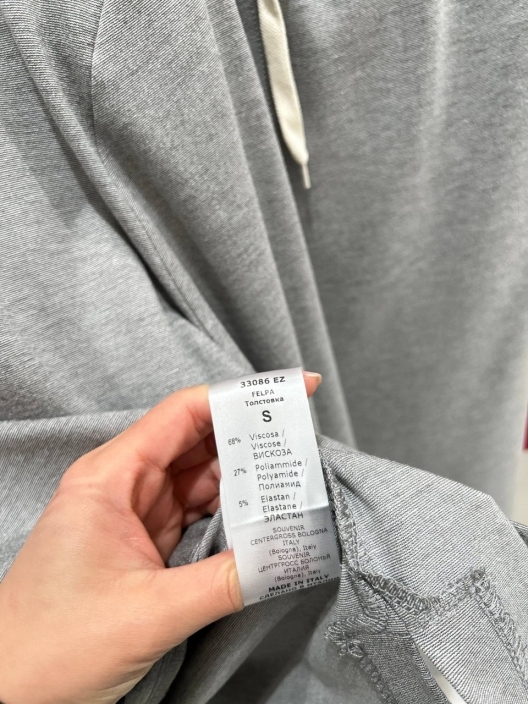 33086 EZ
FELPA
Толстовка
S
68% Viscosa /
Viscose /
ВИСКОЗА
27% Poliammide /
Polyamide /
Полиамид
5% Elastan /
Elastane /
ЭЛАСТАН
SOUVENIR
CENTERGROSS BOLOGNA
ITALY
(Bologna), Italy
SOUVENIR
ЦЕНТРГРОСС БОЛОНЬЯ
ИТАЛИЯ
(Bologna), Italy
MADE IN ITALY
СДЕЛАНО В